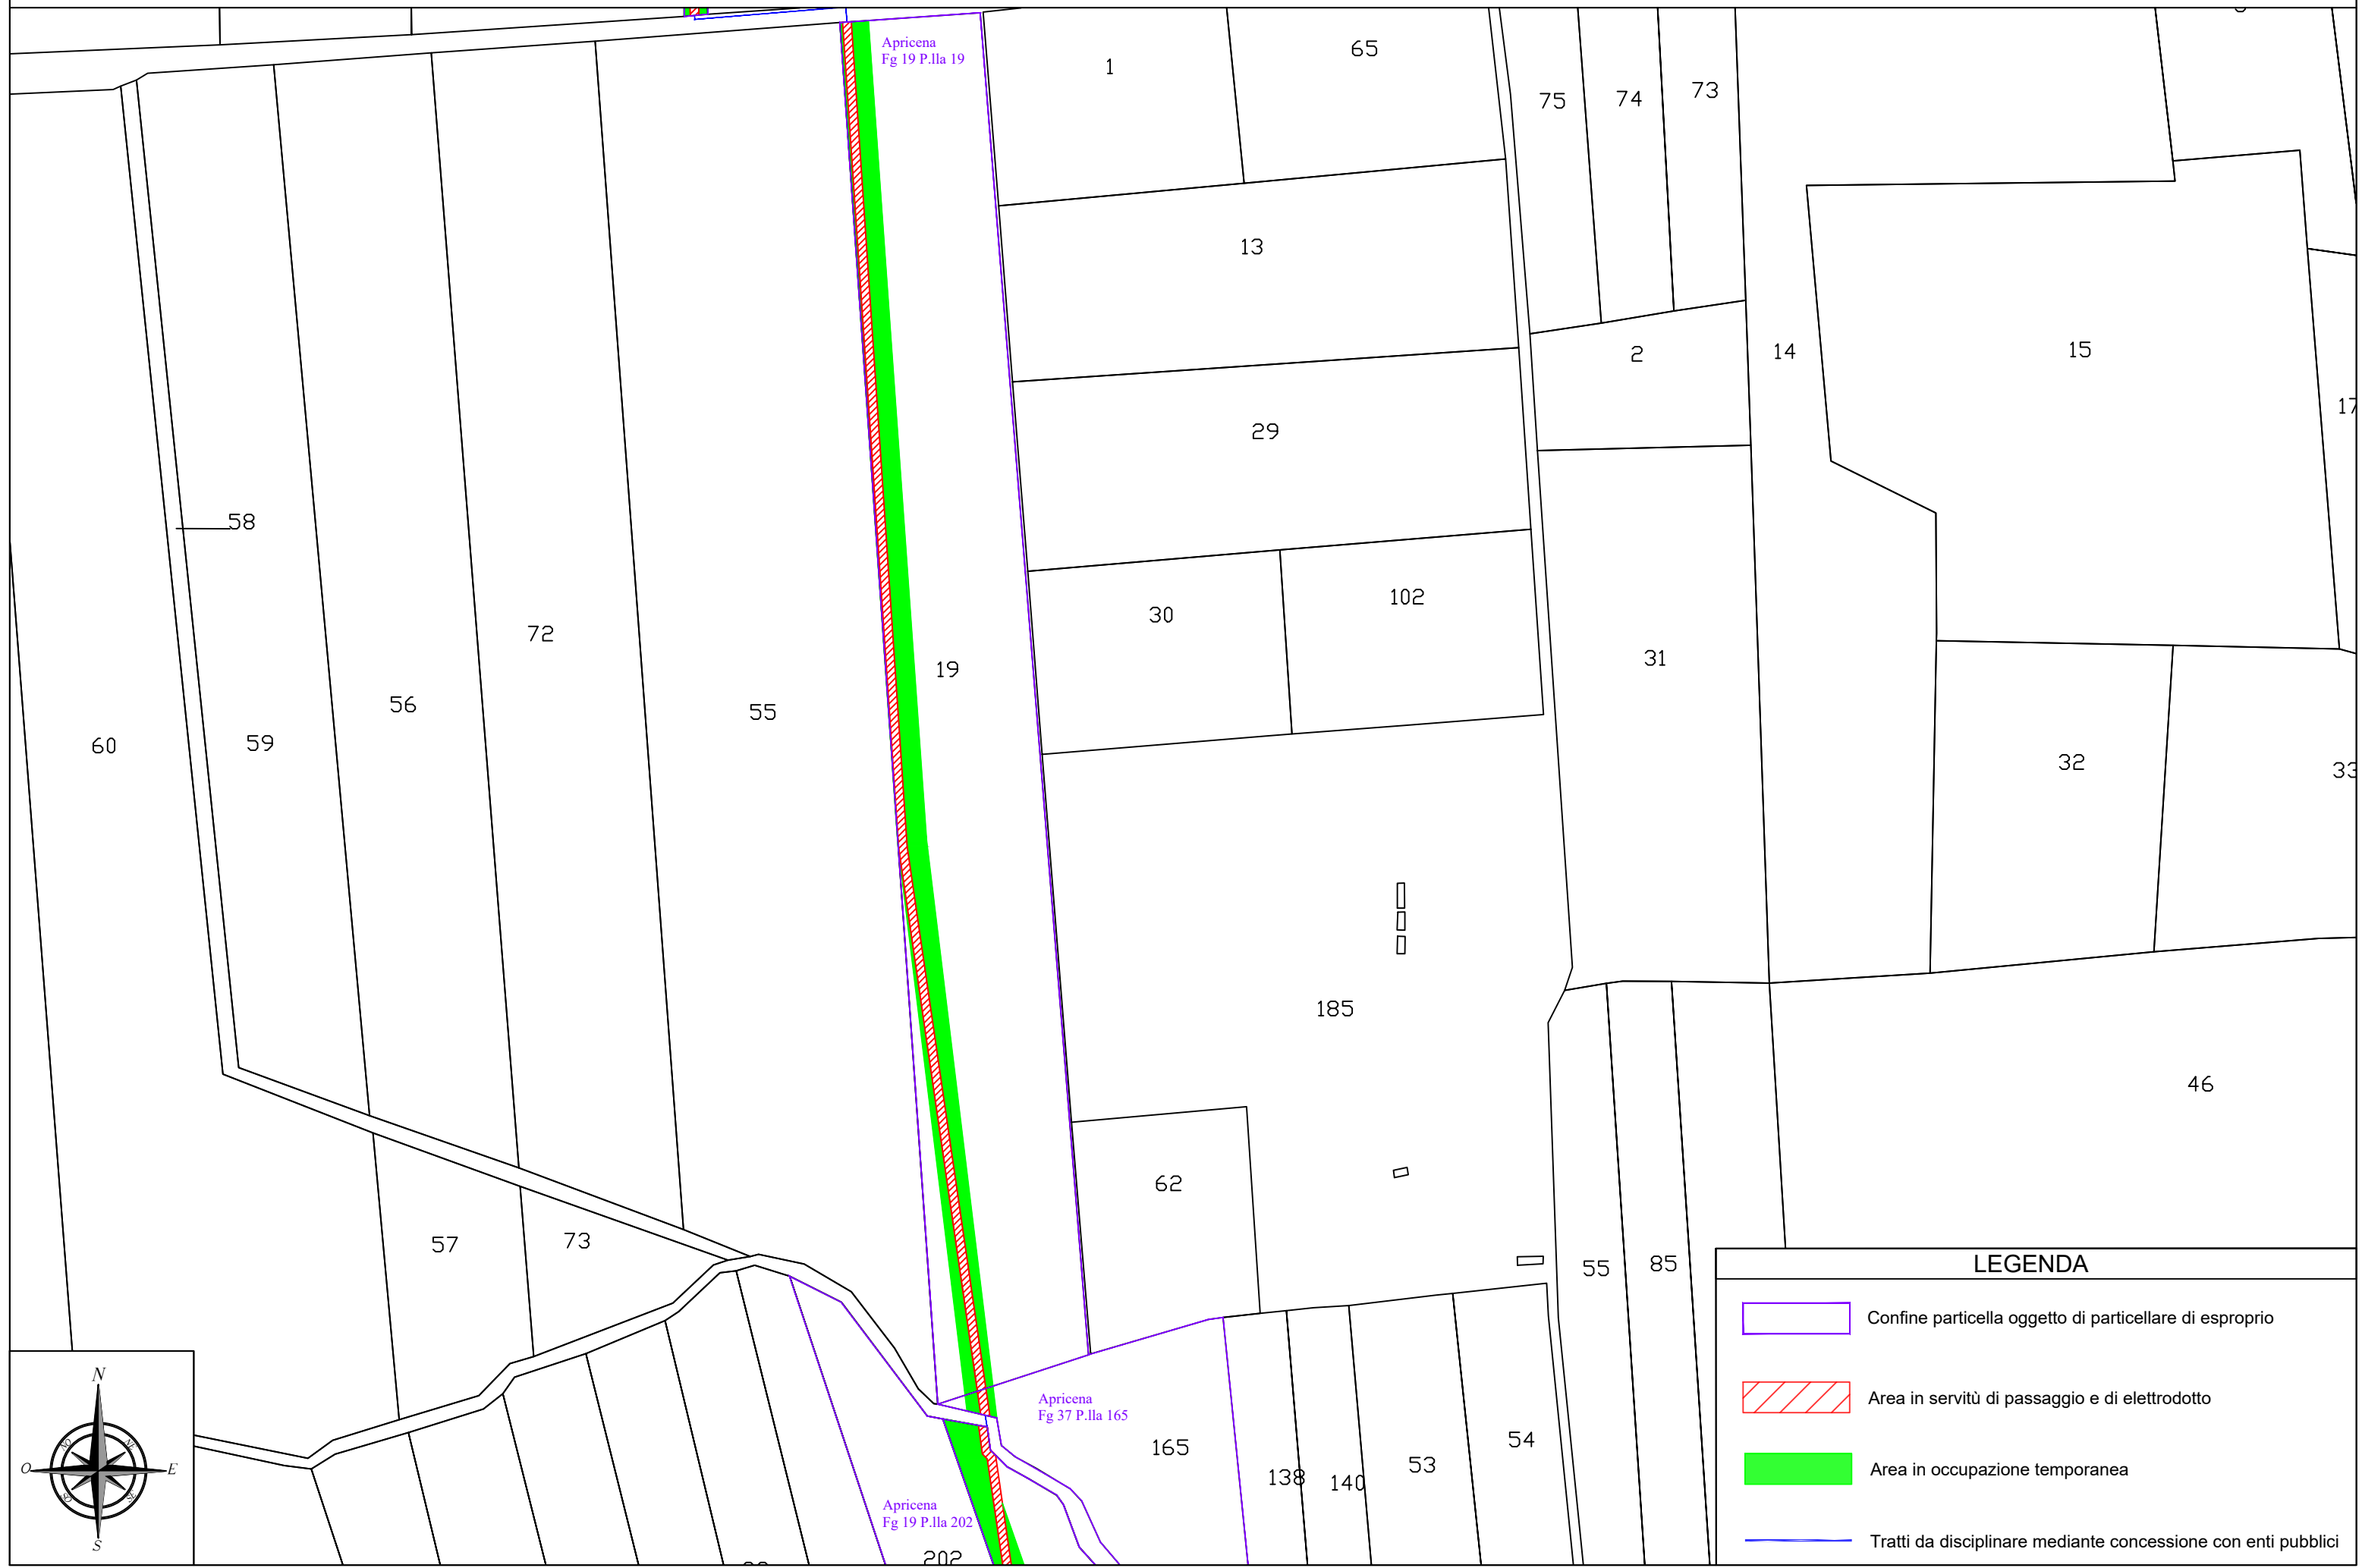 Apricena
Fg 19 P.lla 19
1
65
75
74
73
13
2
14
15
17
29
58
30
102
31
72
19
56
55
60
59
32
33
185
46
62
57
73
55
85
LEGENDA
Confine particella oggetto di particellare di esproprio
Area in servitù di passaggio e di elettrodotto
Area in occupazione temporanea
Tratti da disciplinare mediante concessione con enti pubblici
Apricena
Fg 37 P.lla 165
165
138
140
53
54
Apricena
Fg 19 P.lla 202
202
N
O
E
S
NO